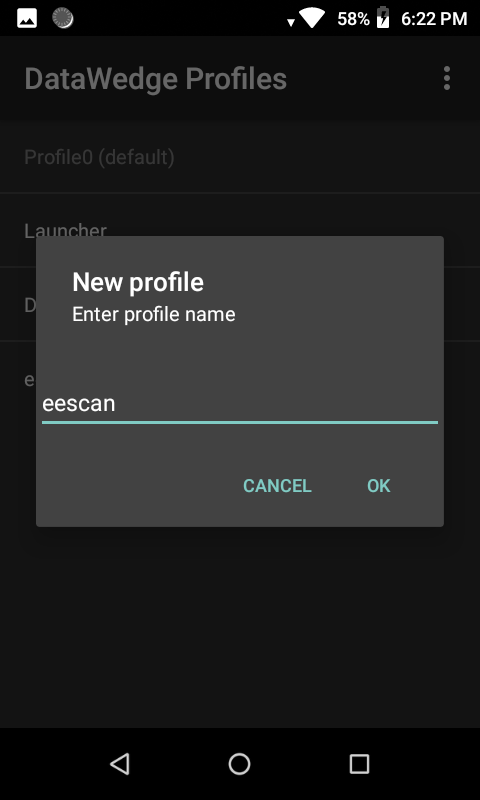 58% 6:22 PM
DataWedge Profiles
Profile0 (default)
Launcher
D
New profile
Enter profile name
e
eescan
CANCEL OK